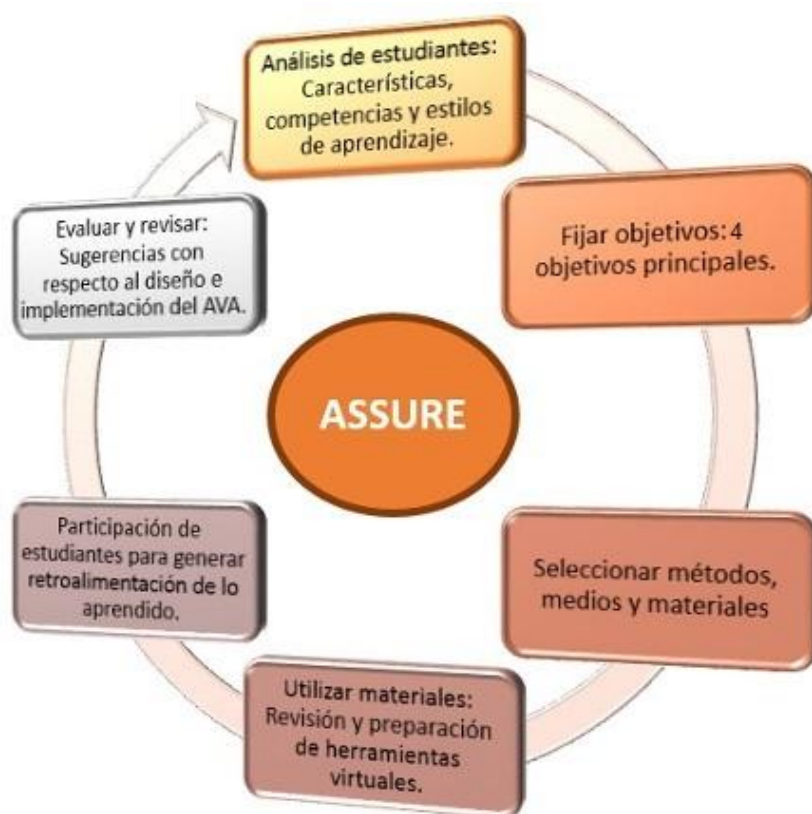 Análisis de estudiantes:
Características,
competencias y estilos
de aprendizaje.
Fijar objetivos: 4
objetivos principales.
Seleccionar métodos,
medios y materiales
Utilizar materiales:
Revisión y preparación
de herramientas
virtuales.
Participación de
estudiantes para generar
retroalimentación de lo
aprendido.
Evaluar y revisar:
Sugerencias con
respecto al diseño e
implementación del AVA.
ASSURE